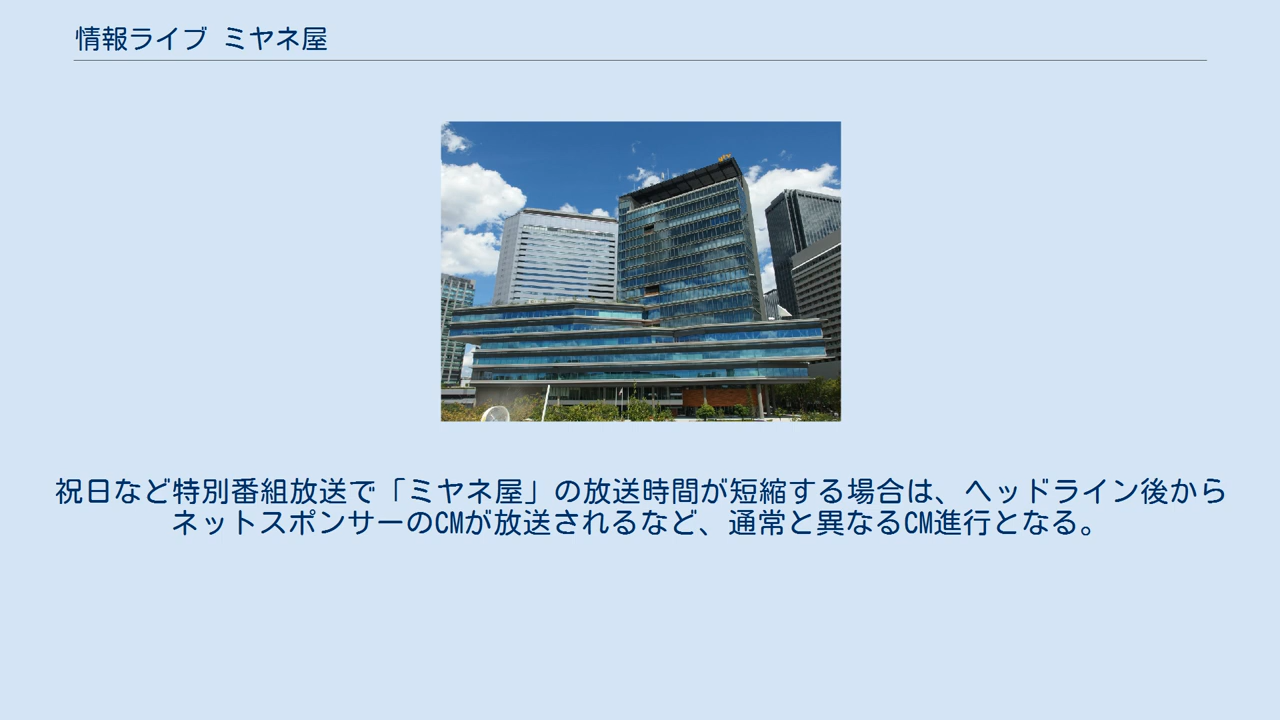 情報ライブ ミヤネ屋
祝日など特別番組放送で「ミヤネ屋」の放送時間が短縮する場合は、ヘッドライン後から
ネットスポンサーのCMが放送されるなど、通常と異なるCM進行となる。